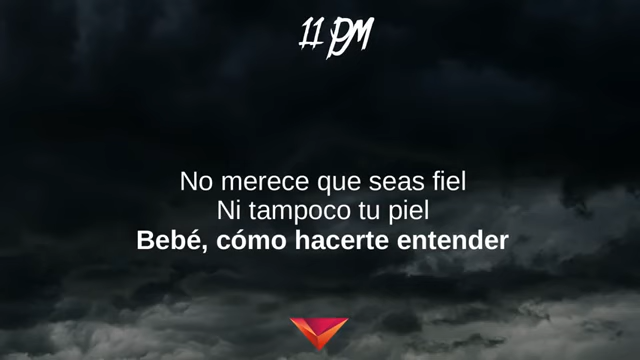 11 PM
No merece que seas fiel
Ni tampoco tu piel
Bebé, cómo hacerte entender